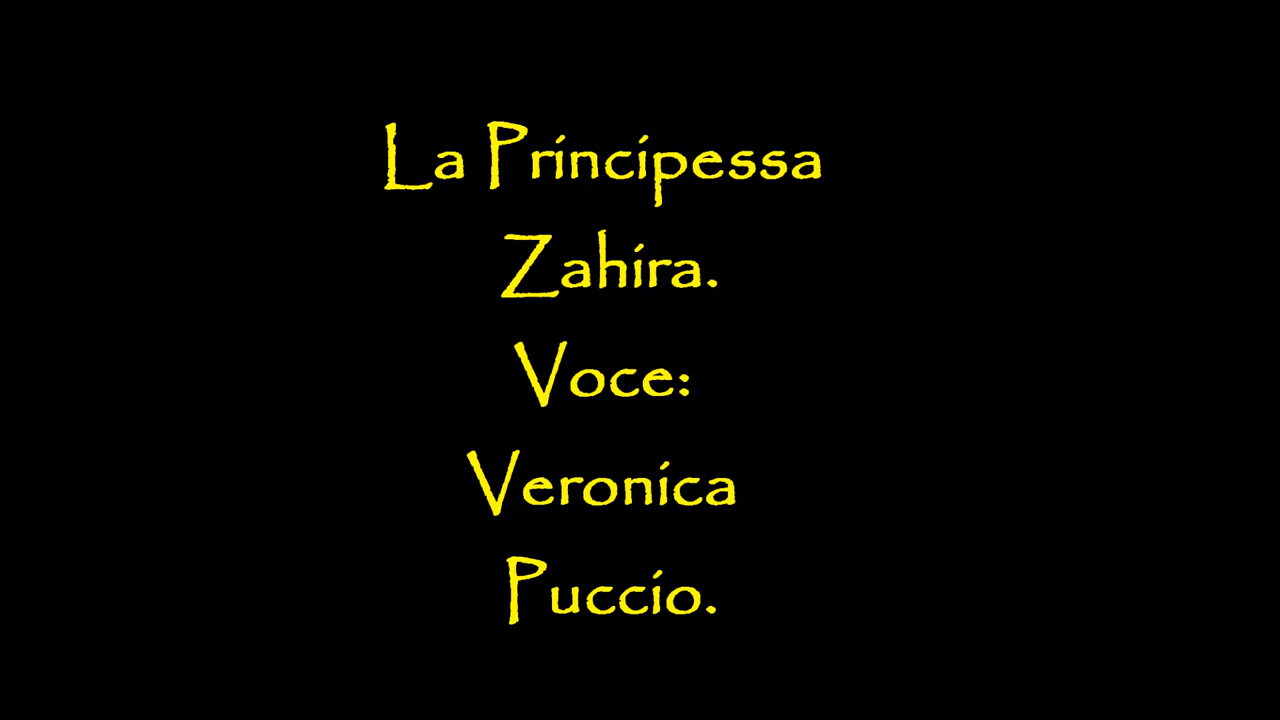 La Principessa
Zahira.
Voce:
Veronica
Puccio.